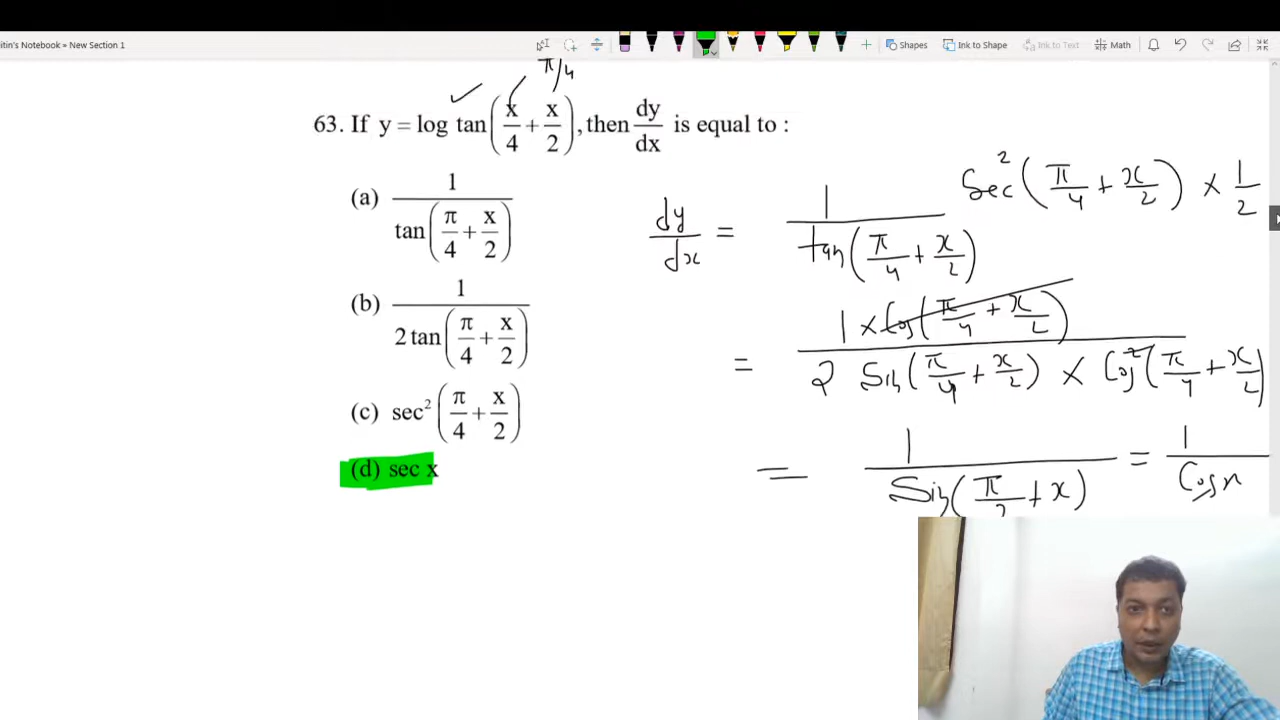 itin's Notebook » New Section 1
Shapes Ink to Shape Ink to Text Math
π/4
63. If y = log tan(x/4 + x/2), then dy/dx is equal to :
(a) 1/tan(π/4 + x/2)
(b) 1/2 tan(π/4 + x/2)
(c) sec²(π/4 + x/2)
(d) sec x
dy/dx = 1/tan(π/4 + x/2) sec²(π/4 + x/2) × 1/2
= 1 × Cos(π/4 + x/2)/2 Sin(π/4 + x/2) × Cos²(π/4 + x/2)
= 1/Sin(π/2 + x) = 1/Cosx